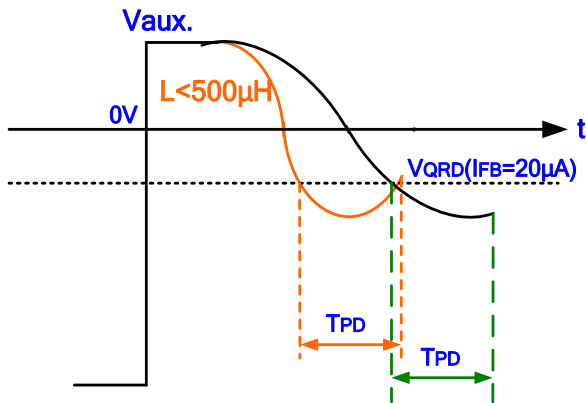 Vaux.
L<500μH
0V
t
VQRD(IFB=20μA)
TPD
TPD